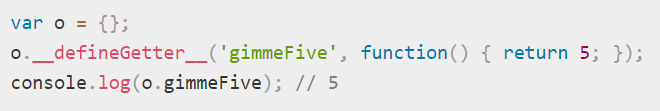 var o = {};
o.__defineGetter__('gimmeFive', function() { return 5; });
console.log(o.gimmeFive); // 5